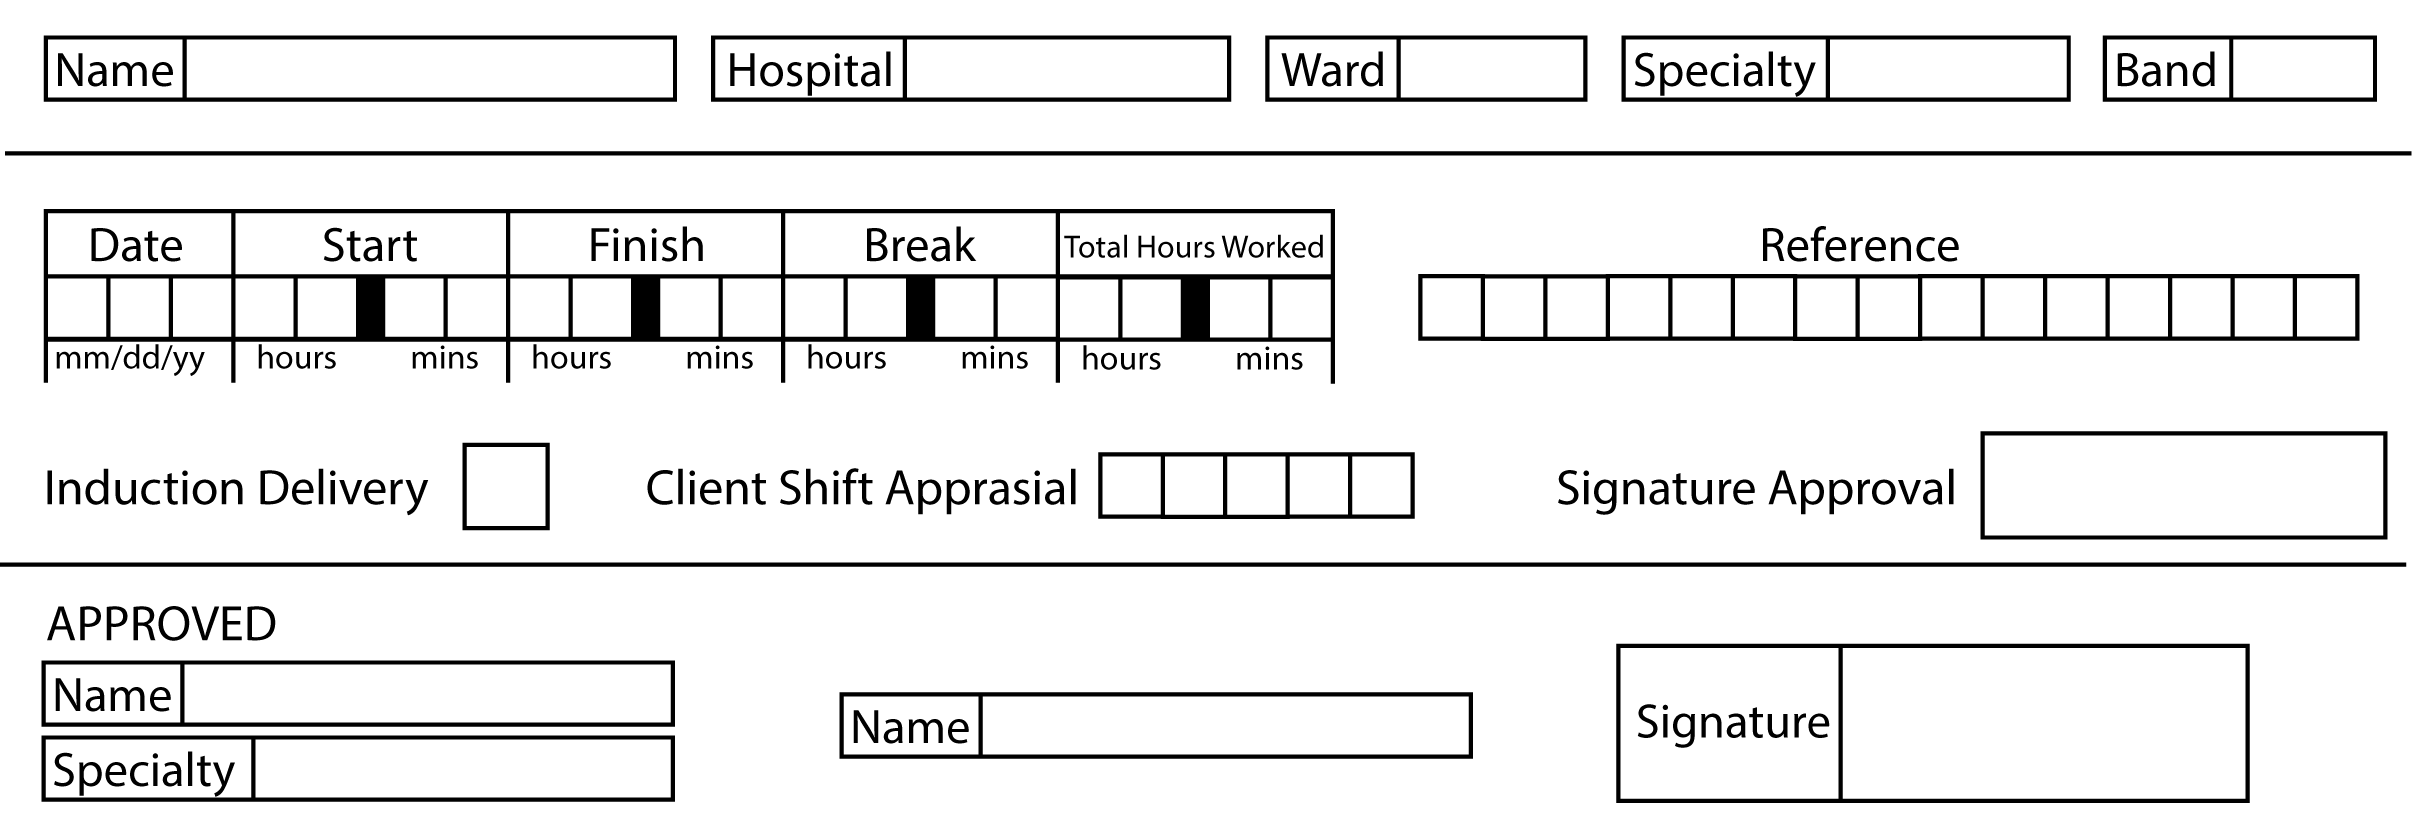 Name Hospital Ward Specialty Band
Date Start Finish Break Total Hours Worked Reference
mm/dd/yy hours mins hours mins hours mins hours mins
Induction Delivery Client Shift Apprasial Signature Approval
APPROVED
Name
Specialty
Name
Signature